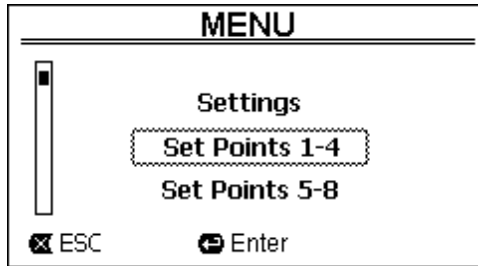 MENU
Settings
Set Points 1-4
Set Points 5-8
ESC Enter